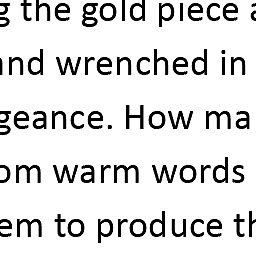 g the gold piece a
and wrenched in
geance. How ma
om warm words
em to produce th